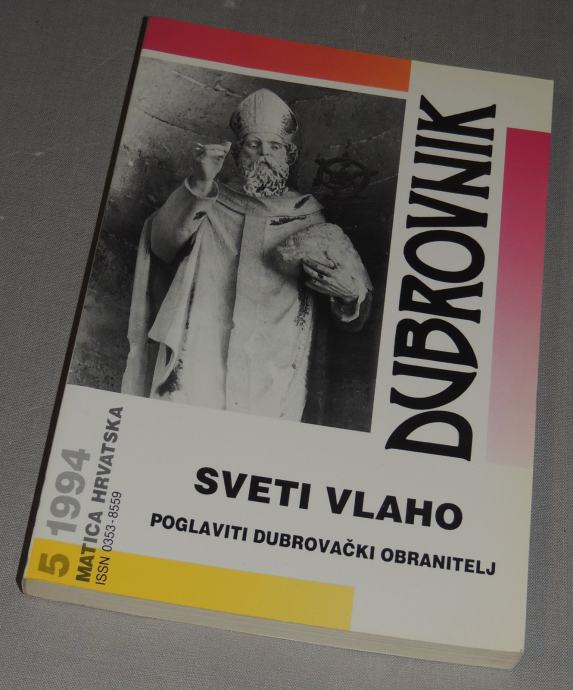 DUBROVNIK
SVETI VLAHO
POGLAVITI DUBROVAČKI OBRANITELJ
5 1994
MATICA HRVATSKA
ISSN 0353-8559